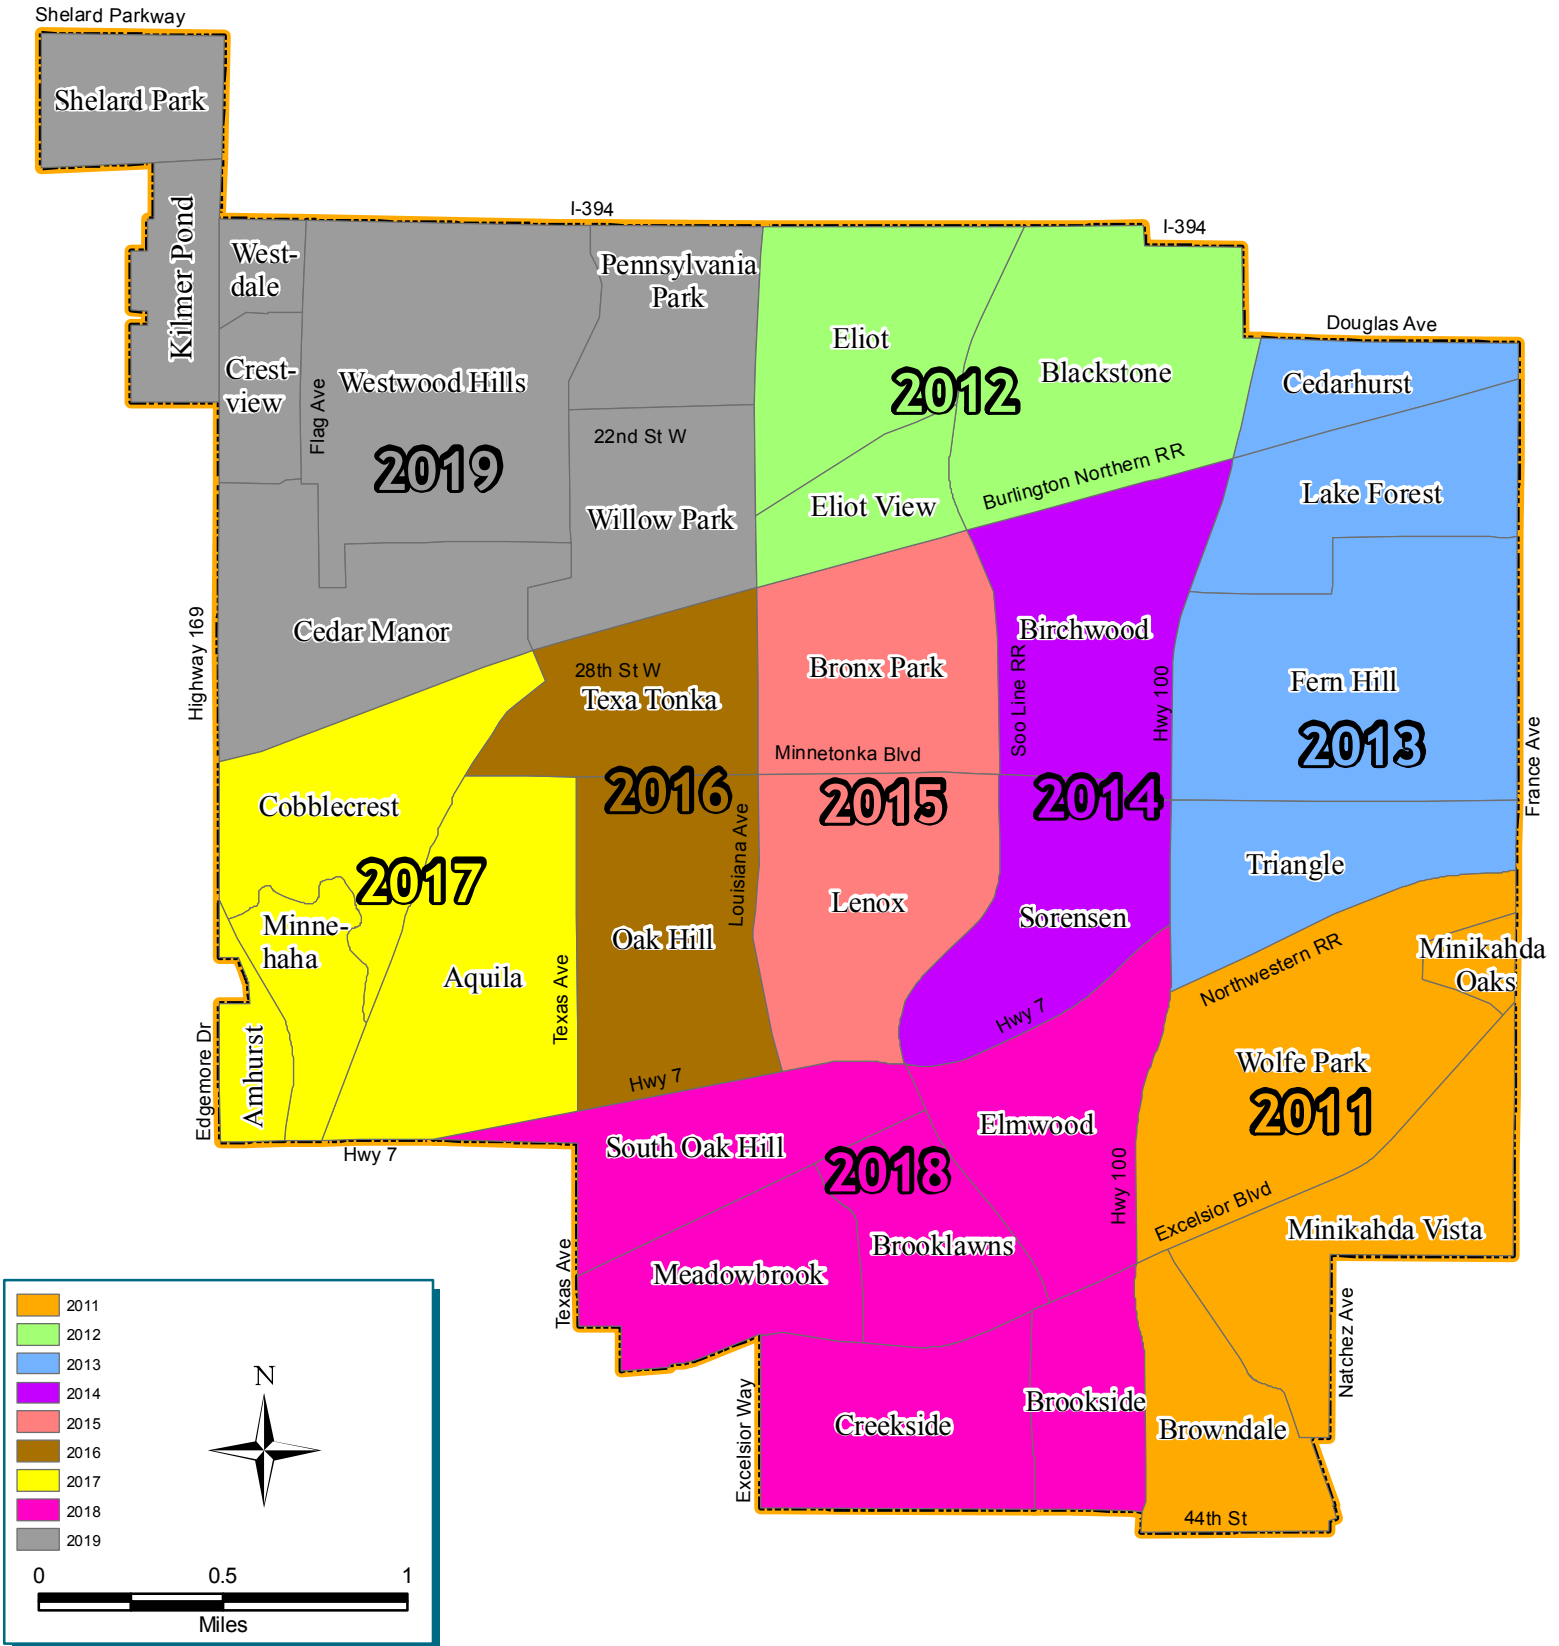 Shelard Parkway
Shelard Park
I-394
I-394
Kilmer Pond
West-
dale
Pennsylvania
Park
Eliot
Douglas Ave
Crest-
view
Flag Ave
Westwood Hills
2012
Blackstone
Cedarhurst
22nd St W
2019
Burlington Northern RR
Lake Forest
Willow Park
Eliot View
Highway 169
Cedar Manor
Birchwood
28th St W
Texa Tonka
Bronx Park
Soo Line RR
Hwy 100
Fern Hill
2013
Minnetonka Blvd
France Ave
Cobblecrest
2016
2015
2014
Louisiana Ave
Triangle
2017
Lenox
Sorensen
Minne-
haha
Oak Hill
Minikahda
Oaks
Aquila
Texas Ave
Northwestern RR
Hwy 7
Edgemore Dr
Amhurst
Hwy 7
Wolfe Park
2011
Elmwood
Hwy 7
South Oak Hill
2018
Hwy 100
Excelsior Blvd
Minikahda Vista
Brooklawns
Meadowbrook
Texas Ave
Natchez Ave
Excelsior Way
Creekside
Brookside
Browndale
44th St
2011
2012
2013
2014
2015
2016
2017
2018
2019
N
0 0.5 1
Miles